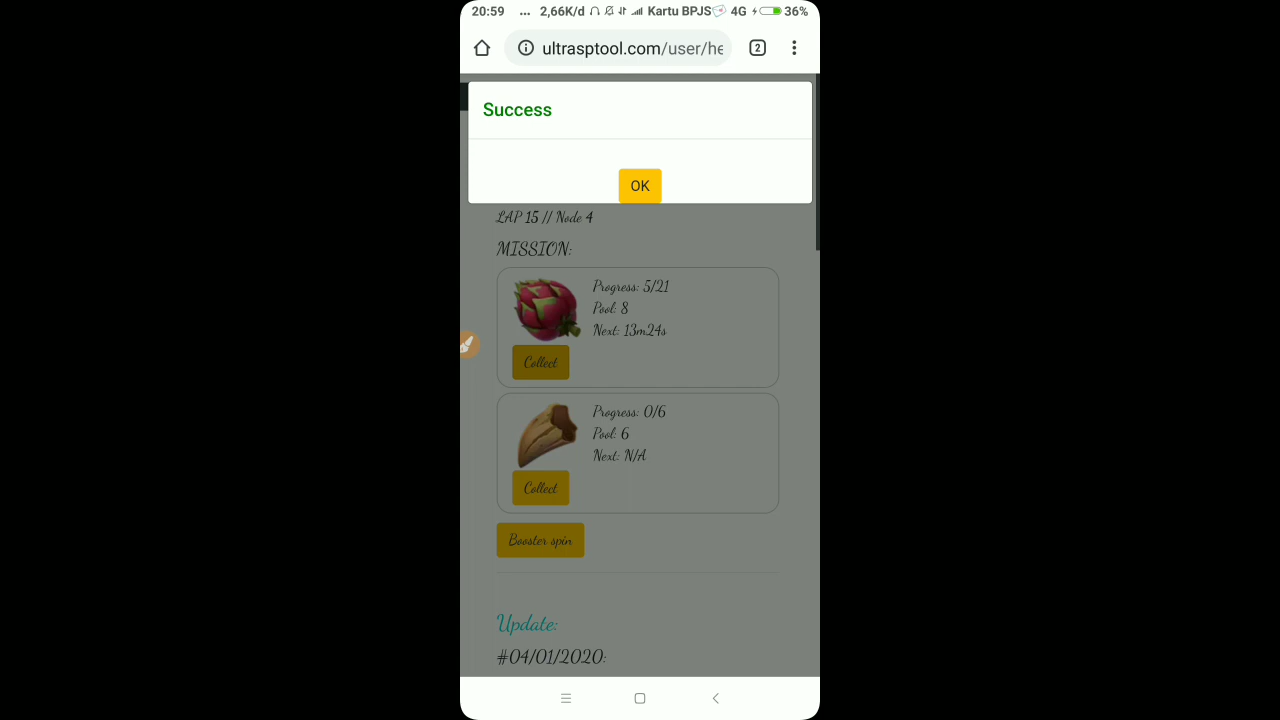 20:59 ... 2,66K/d Kartu BPJS 4G 36%
ultrasptool.com/user/he
2
Success
OK
LAP 15 // Node 4
MISSION:
Progress: 5/21
Pool: 8
Next: 13m24s
Collect
Progress: 0/6
Pool: 6
Next: N/A
Collect
Booster spin
Update:
#04/01/2020: